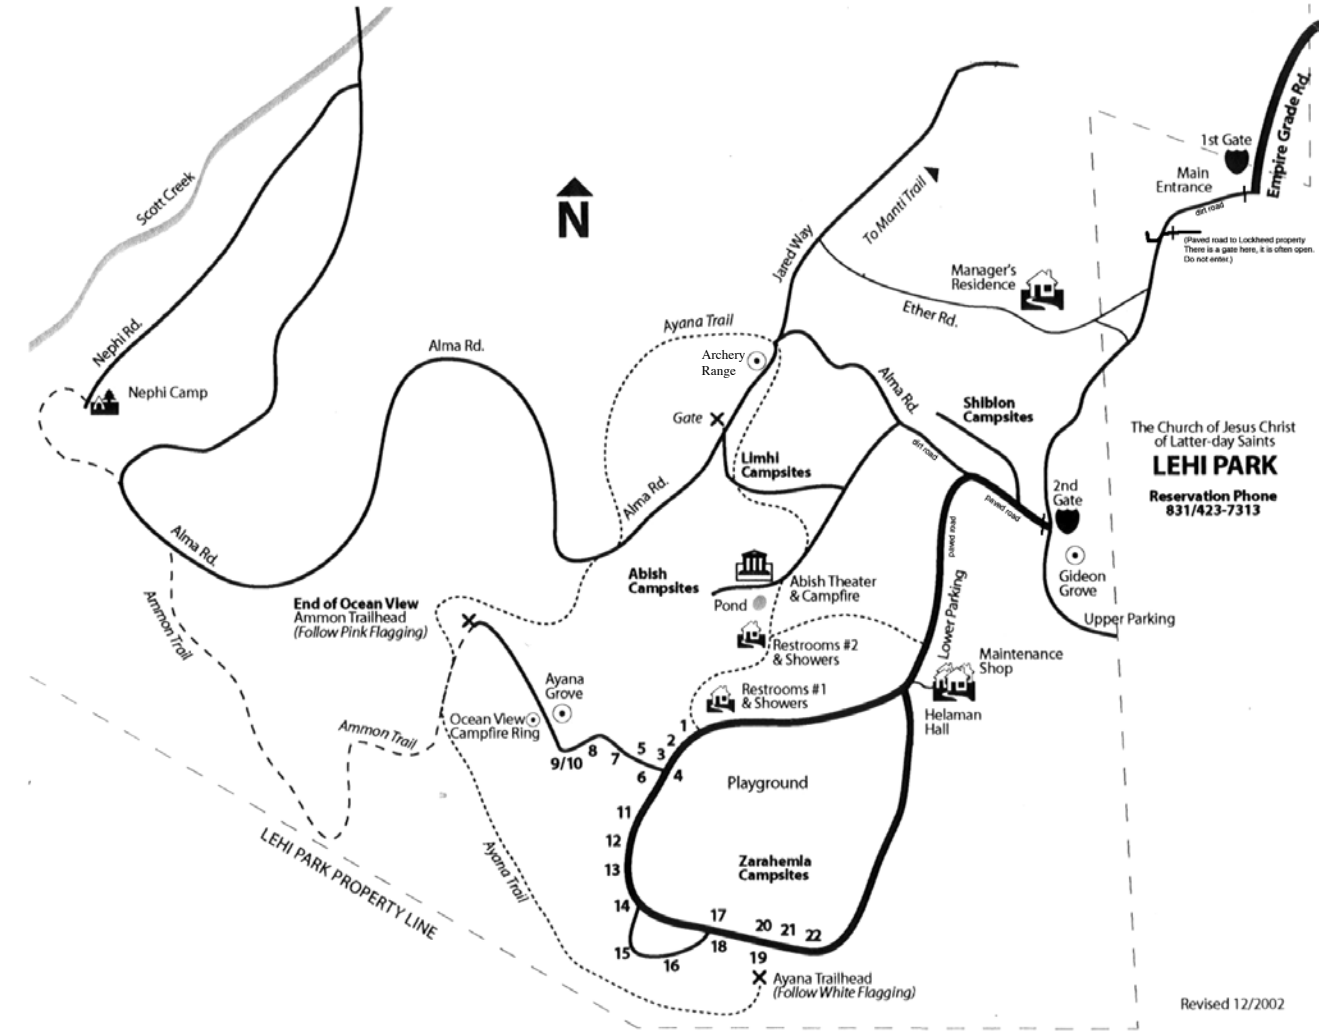 1st Gate
Empire Grade Rd.
Main
Entrance
dirt road
(Paved road to Lockheed property
There is a gate here, it is often open.
Do not enter.)
Scott Creek
N
To Manti Trail
Jared Way
Manager's
Residence
Ether Rd.
Nephi Rd.
Nephi Camp
Alma Rd.
Ayana Trail
Archery
Range
Gate
Alma Rd.
Shiblon
Campsites
dirt road
The Church of Jesus Christ
of Latter-day Saints
LEHI PARK
Reservation Phone
831/423-7313
Limhi
Campsites
Alma Rd.
2nd
Gate
paved road
paved road
Alma Rd.
Gideon
Grove
Upper Parking
Abish
Campsites
Abish Theater
& Campfire
Pond
Lower Parking
Ammon Trail
End of Ocean View
Ammon Trailhead
(Follow Pink Flagging)
Restrooms #2
& Showers
Maintenance
Shop
Restrooms #1
& Showers
Helaman
Hall
Ayana
Grove
Ocean View
Campfire Ring
Ammon Trail
1
2
3
4
5
6
7
8
9/10
Playground
11
12
13
14
15
16
17
18
19
20
21
22
Zarahemla
Campsites
Ayana Trail
LEHI PARK PROPERTY LINE
Ayana Trailhead
(Follow White Flagging)
Revised 12/2002